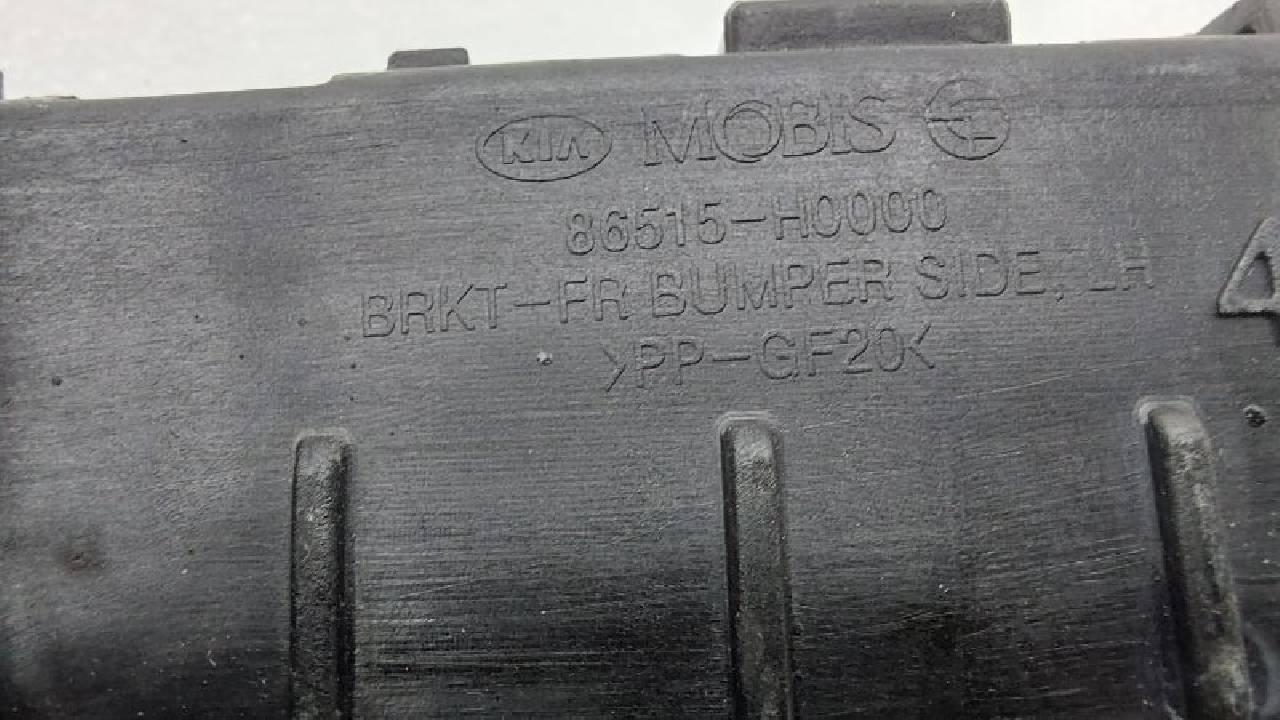 KIA MOBIS
86515-H0000
BRKT-FR BUMPER SIDE, LH
>PP-GF20<